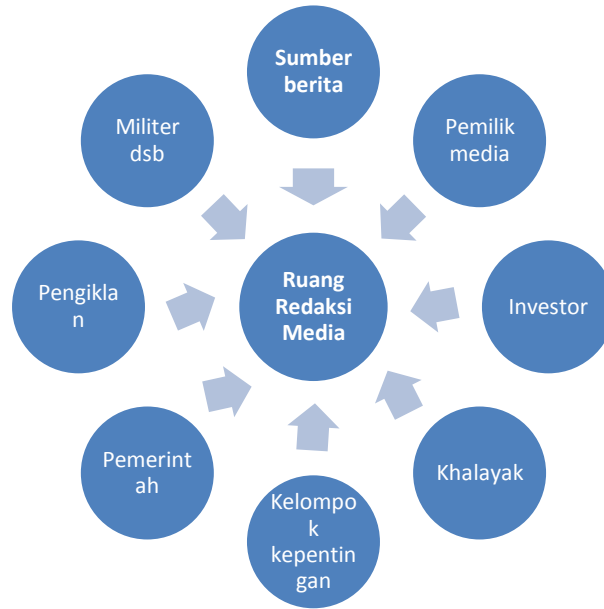 Sumber
berita
Pemilik
media
Investor
Khalayak
Kelompo
k
kepentin
gan
Pemerint
ah
Pengikla
n
Militer
dsb
Ruang
Redaksi
Media